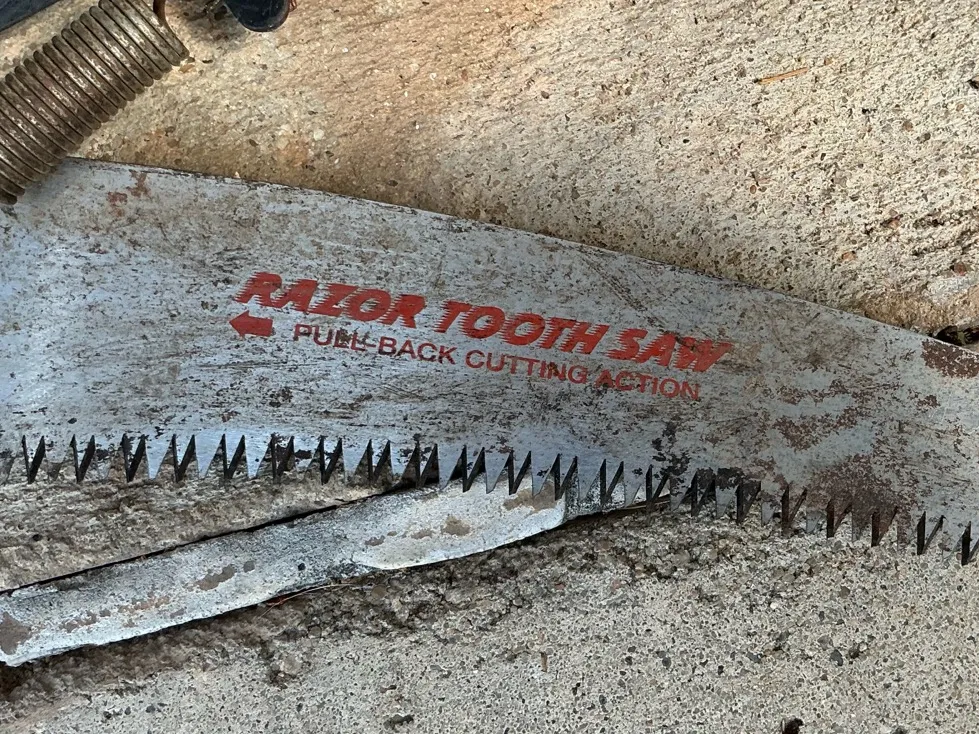 RAZOR TOOTH SAW
PULL-BACK CUTTING ACTION